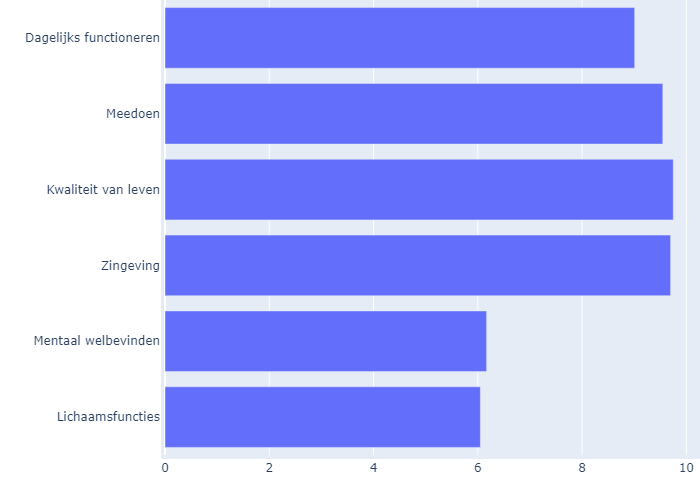 Dagelijks functioneren
Meedoen
Kwaliteit van leven
Zingeving
Mentaal welbevinden
Lichaamsfuncties
0 2 4 6 8 10